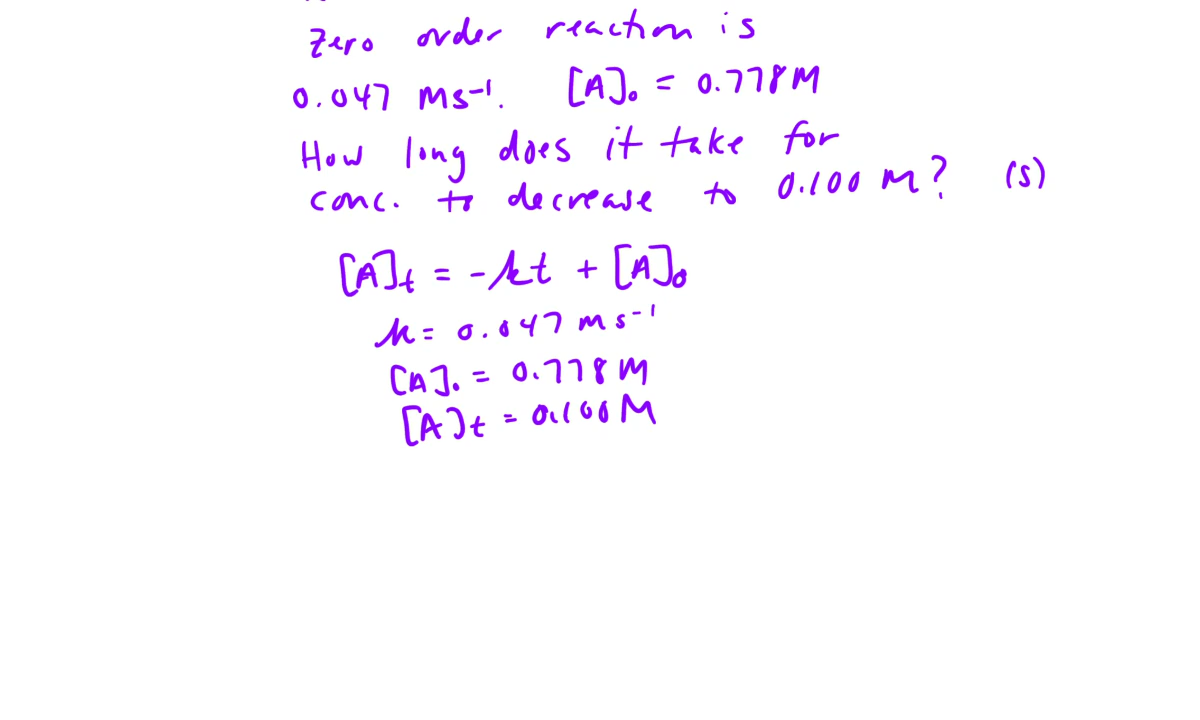 Zero order reaction is
0.047 Ms⁻¹. [A]₀ = 0.778M
How long does it take for
conc. to decrease to 0.100 M? (s)
[A]t = -kt + [A]₀
k = 0.047 Ms⁻¹
[A]₀ = 0.778 M
[A]t = 0.100 M